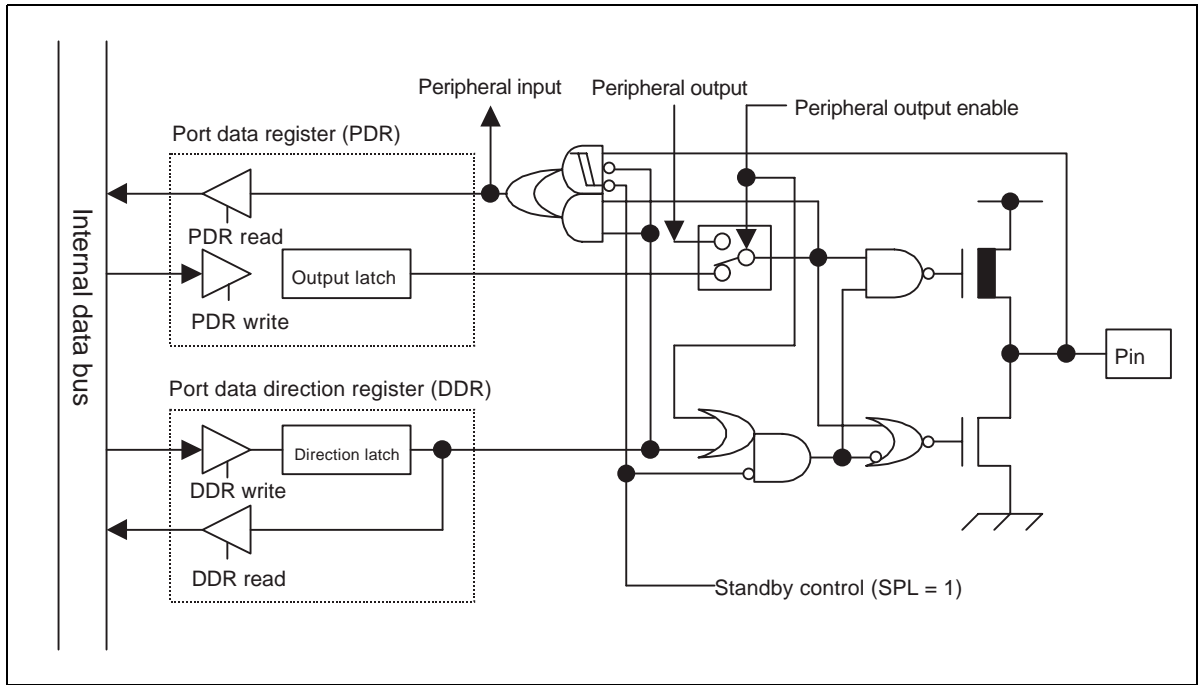 Peripheral input
Peripheral output
Peripheral output enable
Port data register (PDR)
PDR read
Output latch
PDR write
Internal data bus
Pin
Port data direction register (DDR)
Direction latch
DDR write
DDR read
Standby control (SPL = 1)